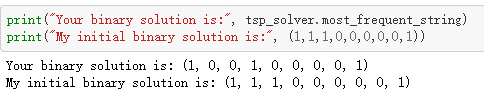 print("Your binary solution is:", tsp_solver.most_frequent_string)
print("My initial binary solution is:", (1,1,1,0,0,0,0,0,1))
Your binary solution is: (1, 0, 0, 1, 0, 0, 0, 0, 1)
My initial binary solution is: (1, 1, 1, 0, 0, 0, 0, 0, 1)